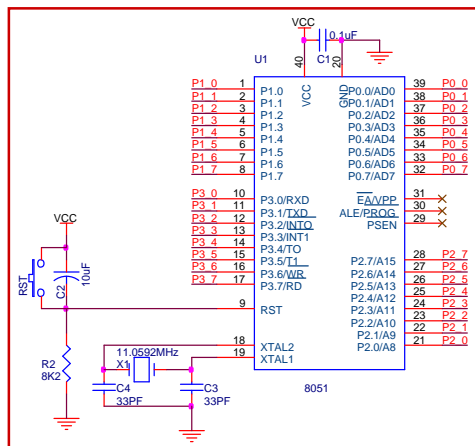 VCC
0.1uF
C1
U1
40
20
VCC
GND
P1_0 1 P1.0 P0.0/AD0 39 P0_0
P1_1 2 P1.1 P0.1/AD1 38 P0_1
P1_2 3 P1.2 P0.2/AD2 37 P0_2
P1_3 4 P1.3 P0.3/AD3 36 P0_3
P1_4 5 P1.4 P0.4/AD4 35 P0_4
P1_5 6 P1.5 P0.5/AD5 34 P0_5
P1_6 7 P1.6 P0.6/AD6 33 P0_6
P1_7 8 P1.7 P0.7/AD7 32 P0_7
P3_0 10 P3.0/RXD EA/VPP 31
P3_1 11 P3.1/TXD ALE/PROG 30
P3_2 12 P3.2/INTO PSEN 29
P3_3 13 P3.3/INT1
P3_4 14 P3.4/TO P2.7/A15 28 P2_7
P3_5 15 P3.5/T1 P2.6/A14 27 P2_6
P3_6 16 P3.6/WR P2.5/A13 26 P2_5
P3_7 17 P3.7/RD P2.4/A12 25 P2_4
P2.3/A11 24 P2_3
9 RST P2.2/A10 23 P2_2
P2.1/A9 22 P2_1
18 XTAL2 P2.0/A8 21 P2_0
19 XTAL1
8051
VCC
RST
C2
10uF
R2
8K2
11.0592MHz
X1
C4
33PF
C3
33PF